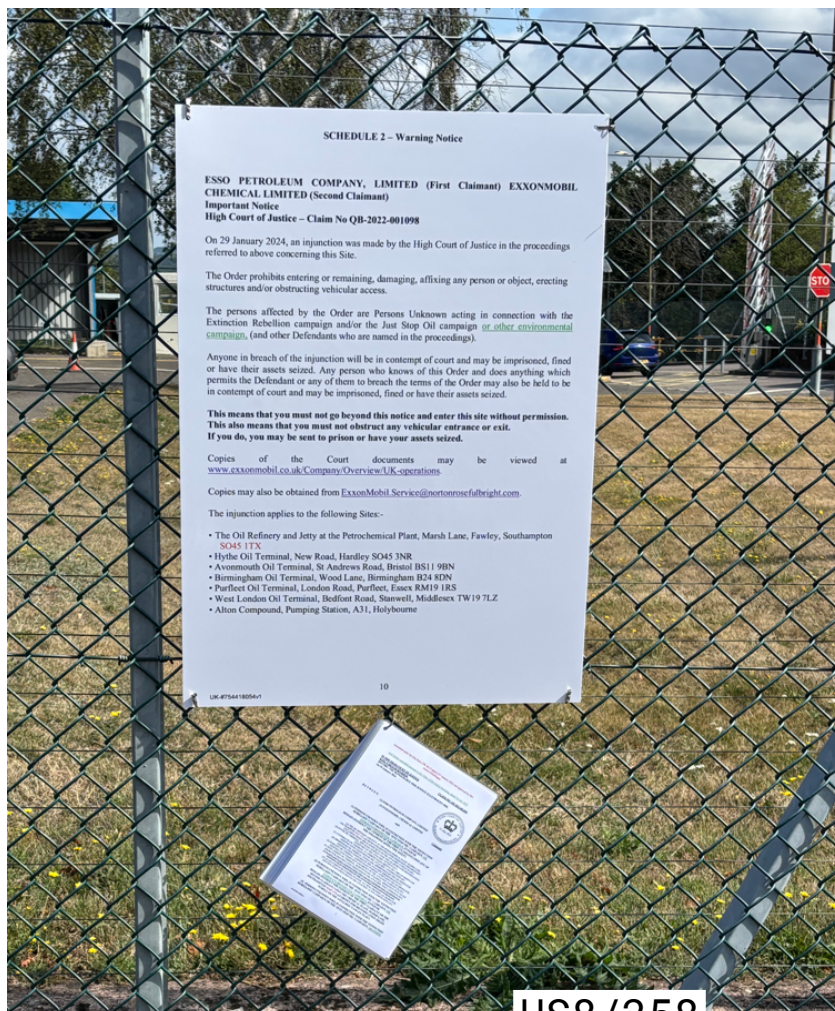 SCHEDULE 2 – Warning Notice
ESSO PETROLEUM COMPANY, LIMITED (First Claimant) EXXONMOBIL
CHEMICAL LIMITED (Second Claimant)
Important Notice
High Court of Justice – Claim No QB-2022-001098
On 29 January 2024, an injunction was made by the High Court of Justice in the proceedings
referred to above concerning this Site.
The Order prohibits entering or remaining, damaging, affixing any person or object, erecting
structures and/or obstructing vehicular access.
The persons affected by the Order are Persons Unknown acting in connection with the
Extinction Rebellion campaign and/or the Just Stop Oil campaign or other environmental
campaign, (and other Defendants who are named in the proceedings).
Anyone in breach of the injunction will be in contempt of court and may be imprisoned, fined
or have their assets seized. Any person who knows of this Order and does anything which
permits the Defendant or any of them to breach the terms of the Order may also be held to be
in contempt of court and may be imprisoned, fined or have their assets seized.
This means that you must not go beyond this notice and enter this site without permission.
This also means that you must not obstruct any vehicular entrance or exit.
If you do, you may be sent to prison or have your assets seized.
Copies of the Court documents may be viewed at
www.exxonmobil.co.uk/Company/Overview/UK-operations.
Copies may also be obtained from ExxonMobil.Service@nortonrosefulbright.com.
The injunction applies to the following Sites:-
• The Oil Refinery and Jetty at the Petrochemical Plant, Marsh Lane, Fawley, Southampton
SO45 1TX
• Hythe Oil Terminal, New Road, Hardley SO45 3NR
• Avonmouth Oil Terminal, St Andrews Road, Bristol BS11 9BN
• Birmingham Oil Terminal, Wood Lane, Birmingham B24 8DN
• Purfleet Oil Terminal, London Road, Purfleet, Essex RM19 1RS
• West London Oil Terminal, Bedfont Road, Stanwell, Middlesex TW19 7LZ
• Alton Compound, Pumping Station, A31, Holybourne
10
UK-#754418054v1
STO